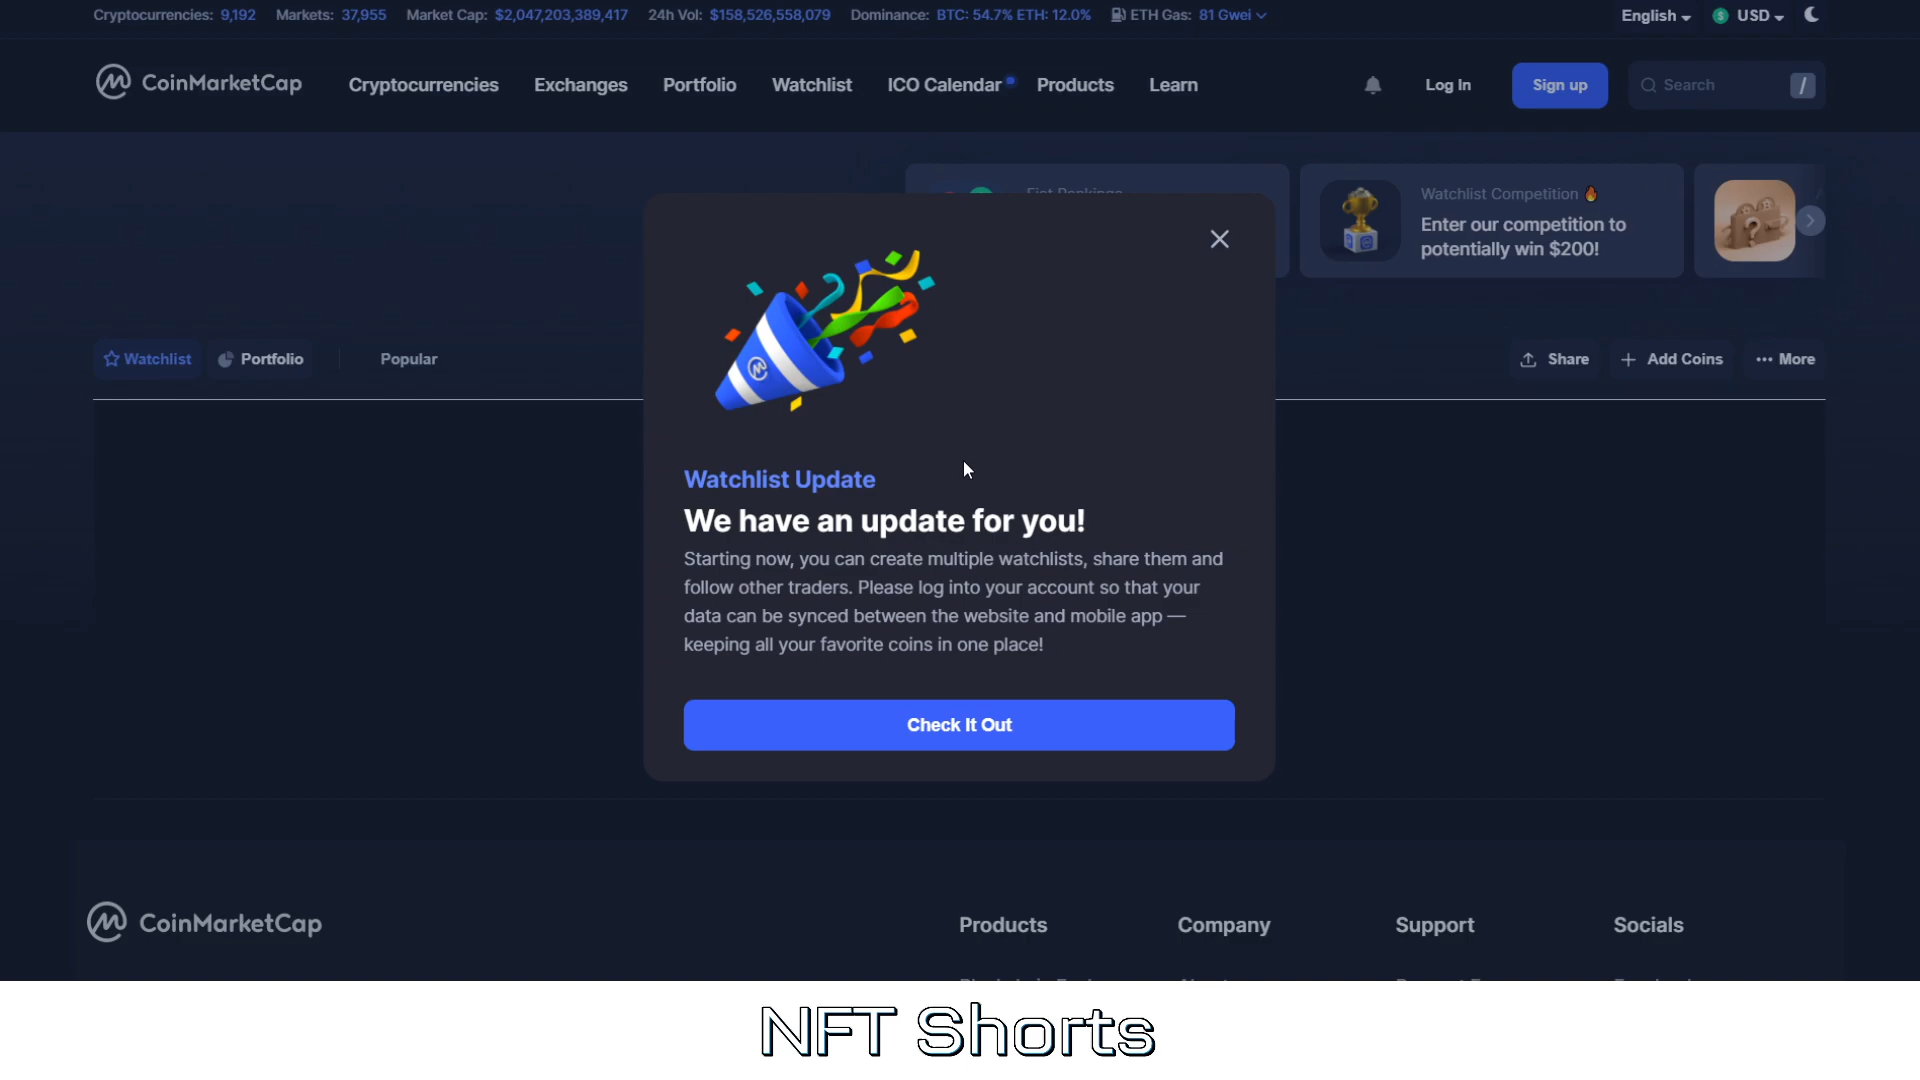 Cryptocurrencies: 9,192 Markets: 37,955 Market Cap: $2,047,203,389,417 24h Vol: $158,526,558,079 Dominance: BTC: 54.7% ETH: 12.0% ETH Gas: 81 Gwei English USD
CoinMarketCap Cryptocurrencies Exchanges Portfolio Watchlist ICO Calendar Products Learn Log In Sign up Search /
Fiat Rankings
Watchlist Competition
Enter our competition to
potentially win $200!
Watchlist Portfolio Popular Share Add Coins More
Watchlist Update
We have an update for you!
Starting now, you can create multiple watchlists, share them and
follow other traders. Please log into your account so that your
data can be synced between the website and mobile app —
keeping all your favorite coins in one place!
Check It Out
CoinMarketCap Products Company Support Socials
NFT Shorts